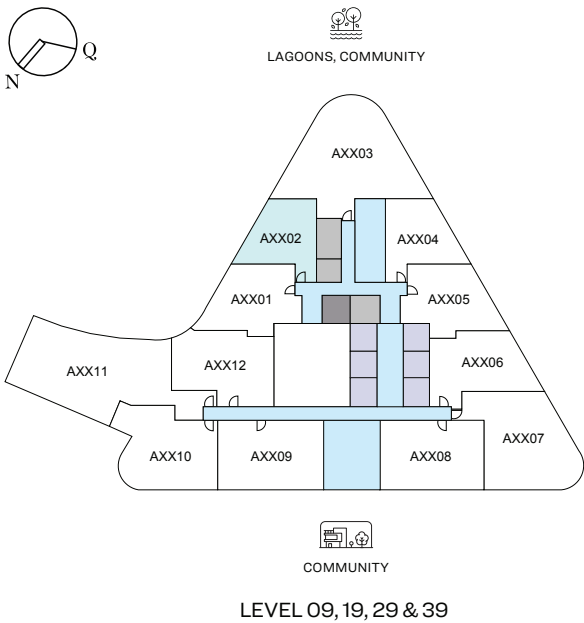 Q
N
LAGOONS, COMMUNITY
AXX03
AXX02
AXX04
AXX01
AXX05
AXX11
AXX12
AXX06
AXX07
AXX10
AXX09
AXX08
COMMUNITY
LEVEL 09, 19, 29 & 39